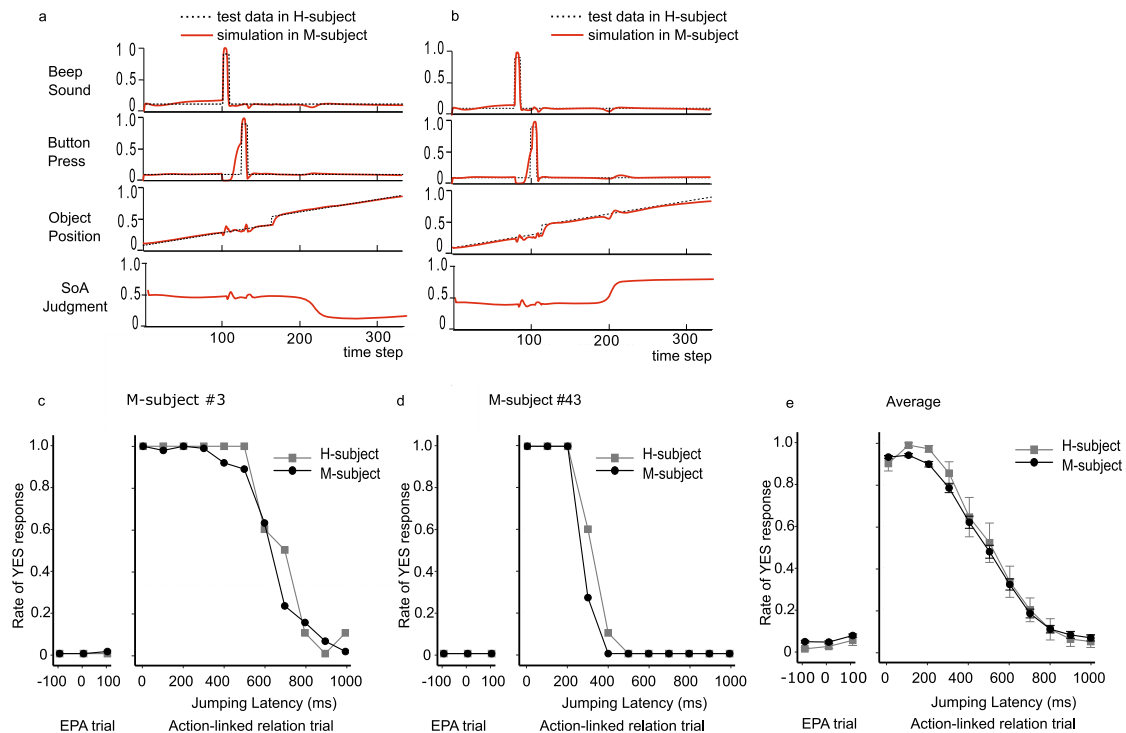 a
test data in H-subject
simulation in M-subject
b
test data in H-subject
simulation in M-subject
Beep
Sound
1 0
0.5
0
1 0
0.5
0
Button
Press
1.0
0.5
0
1.0
0.5
0
Object
Position
1.0
0.5
0
1.0
0.5
0
SoA
Judgment
1.0
0.5
0
100 200 300
time step
1.0
0.5
0
100 200 300
time step
c M-subject #3
H-subject
M-subject
Rate of YES response
1.0
0.8
0.6
0.4
0.2
0
-100 0 100
0 200 400 600 800 1000
Jumping Latency (ms)
EPA trial Action-linked relation trial
d M-subject #43
H-subject
M-subject
Rate of YES response
1.0
0.8
0.6
0.4
0.2
0
-100 0 100
0 200 400 600 800 1000
Jumping Latency (ms)
EPA trial Action-linked relation trial
e Average
H-subject
M-subject
Rate of YES response
1.0
0.8
0.6
0.4
0.2
0
-100 0 100
0 200 400 600 800 1000
Jumping Latency (ms)
EPA trial Action-linked relation trial